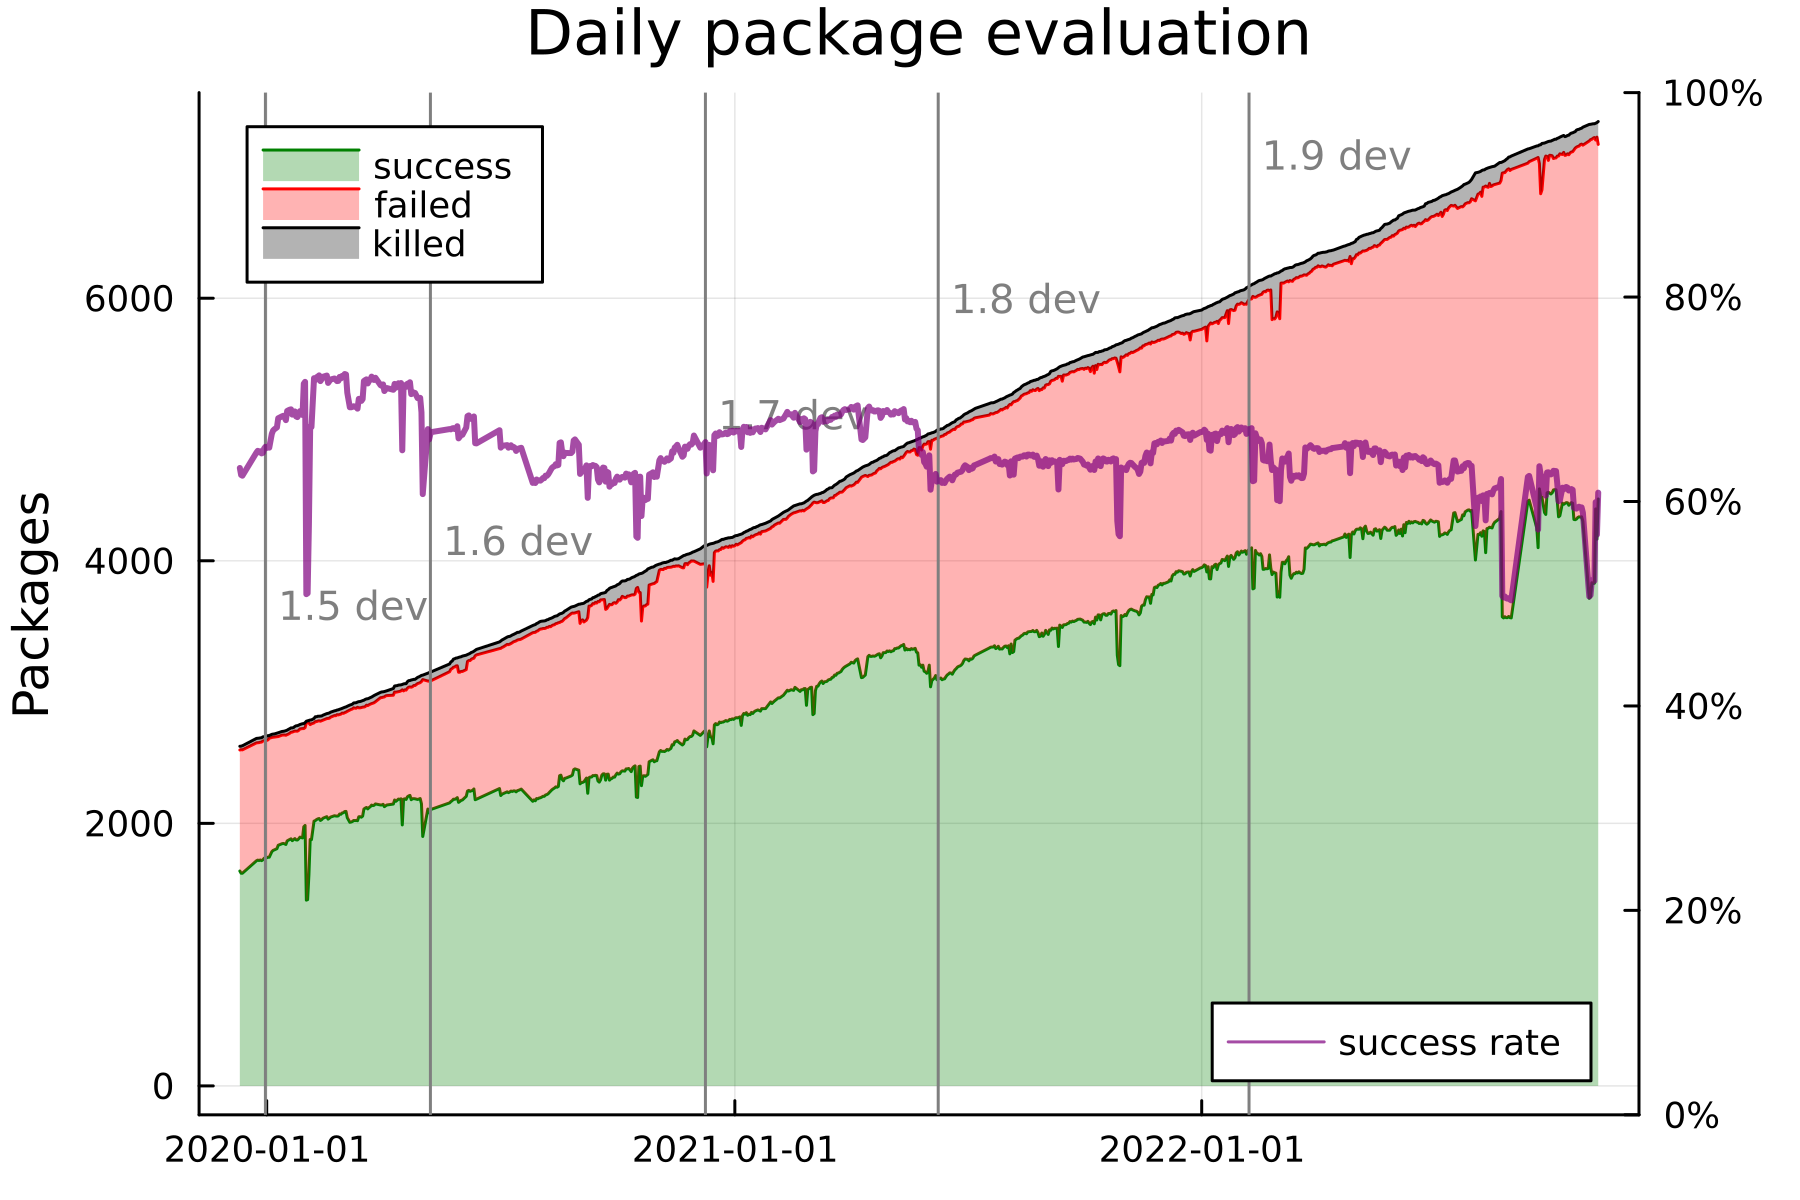 Daily package evaluation
success
failed
killed
1.5 dev
1.6 dev
1.7 dev
1.8 dev
1.9 dev
Packages
6000
4000
2000
0
100%
80%
60%
40%
20%
0%
success rate
2020-01-01
2021-01-01
2022-01-01